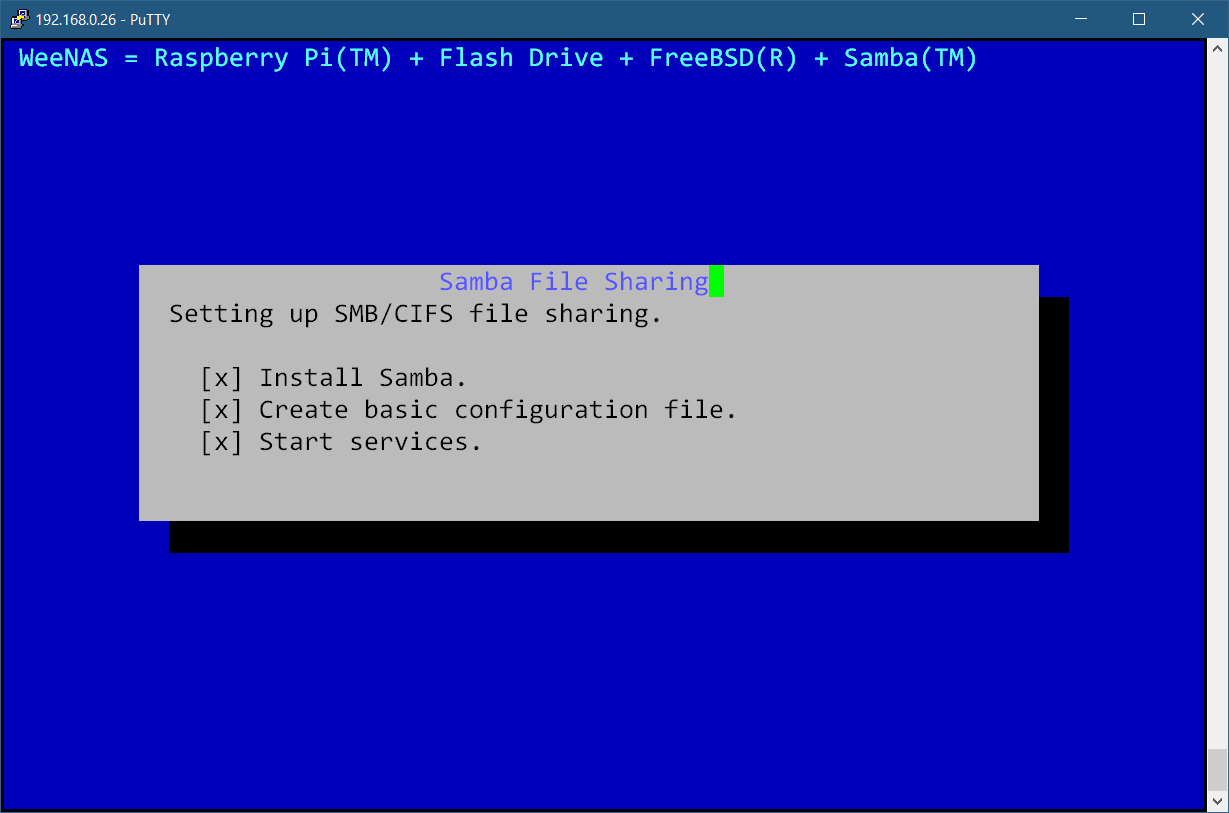 192.168.0.26 - PuTTY
WeeNAS = Raspberry Pi(TM) + Flash Drive + FreeBSD(R) + Samba(TM)
Samba File Sharing
Setting up SMB/CIFS file sharing.
[x] Install Samba.
[x] Create basic configuration file.
[x] Start services.